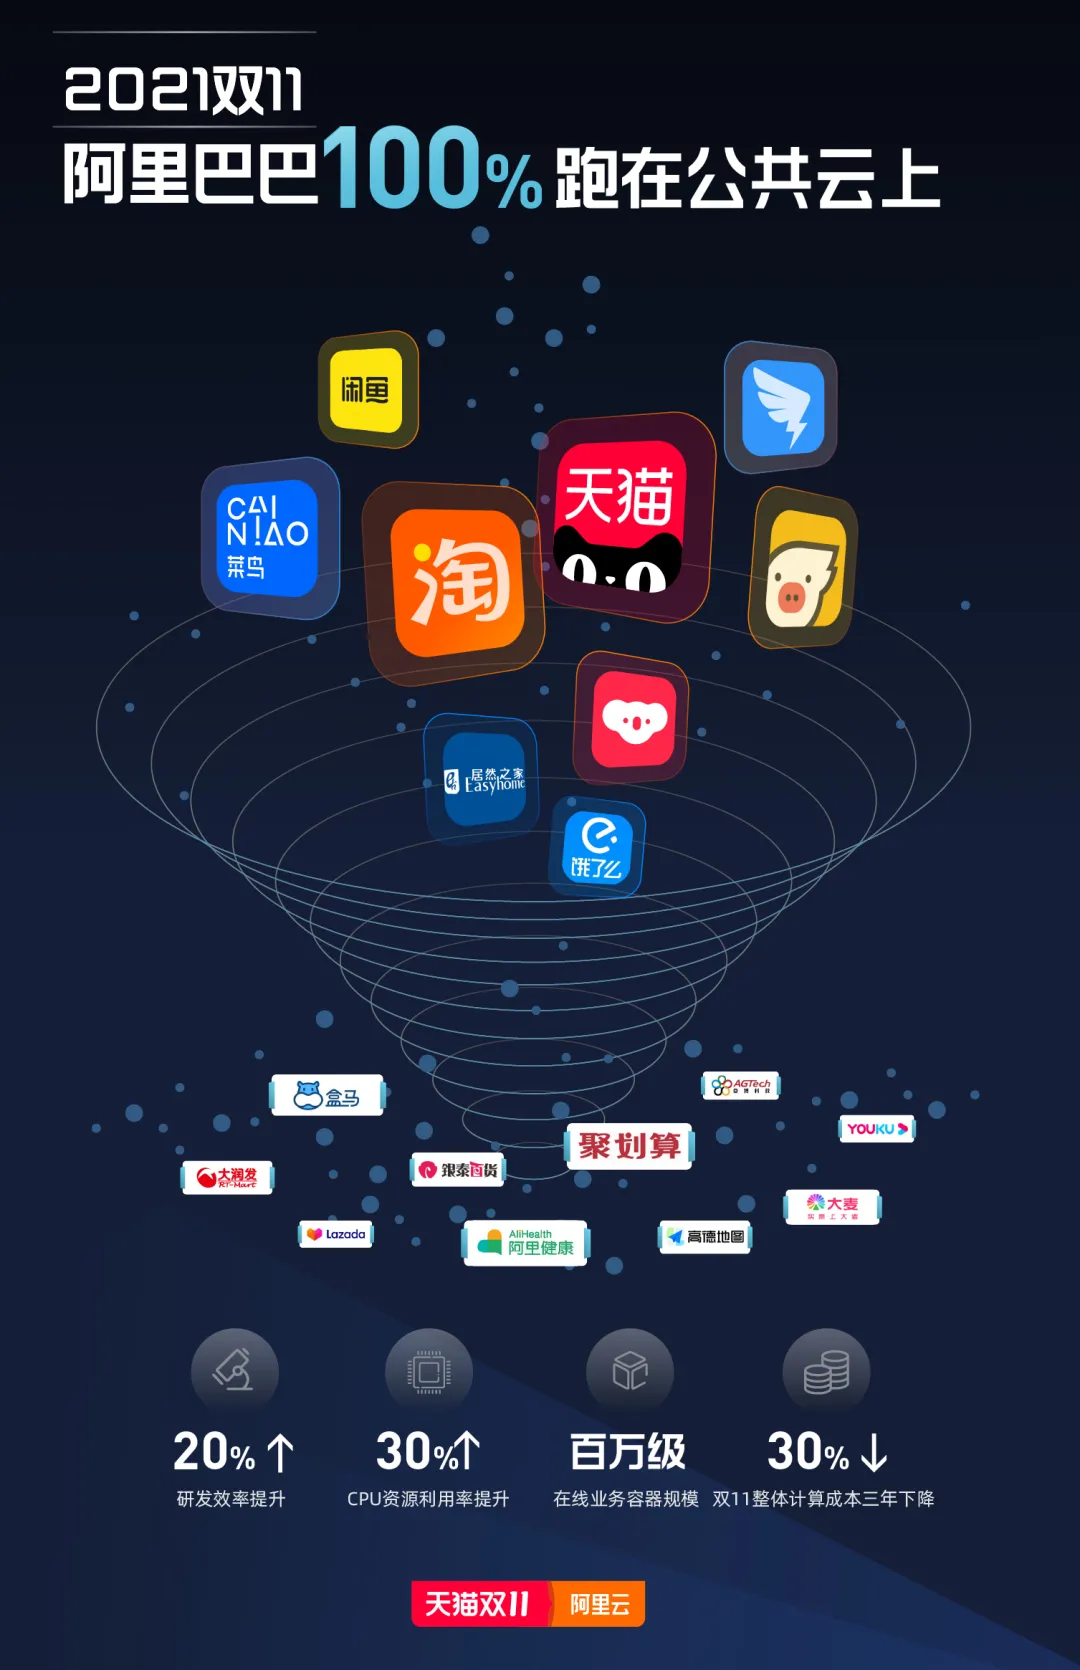 2021双11
阿里巴巴100%跑在公共云上
闲鱼
CAI
NIAO
菜鸟
淘
天猫
居然之家
Easyhome
饿了么
盒马
AGTech
亚博科技
YOUKU
聚划算
大润发
RT-Mart
银泰百货
大麦
Lazada
AliHealth
阿里健康
高德地图
20%↑
研发效率提升
30%↑
CPU资源利用率提升
百万级
在线业务容器规模
30%↓
双11整体计算成本三年下降
天猫双11
阿里云